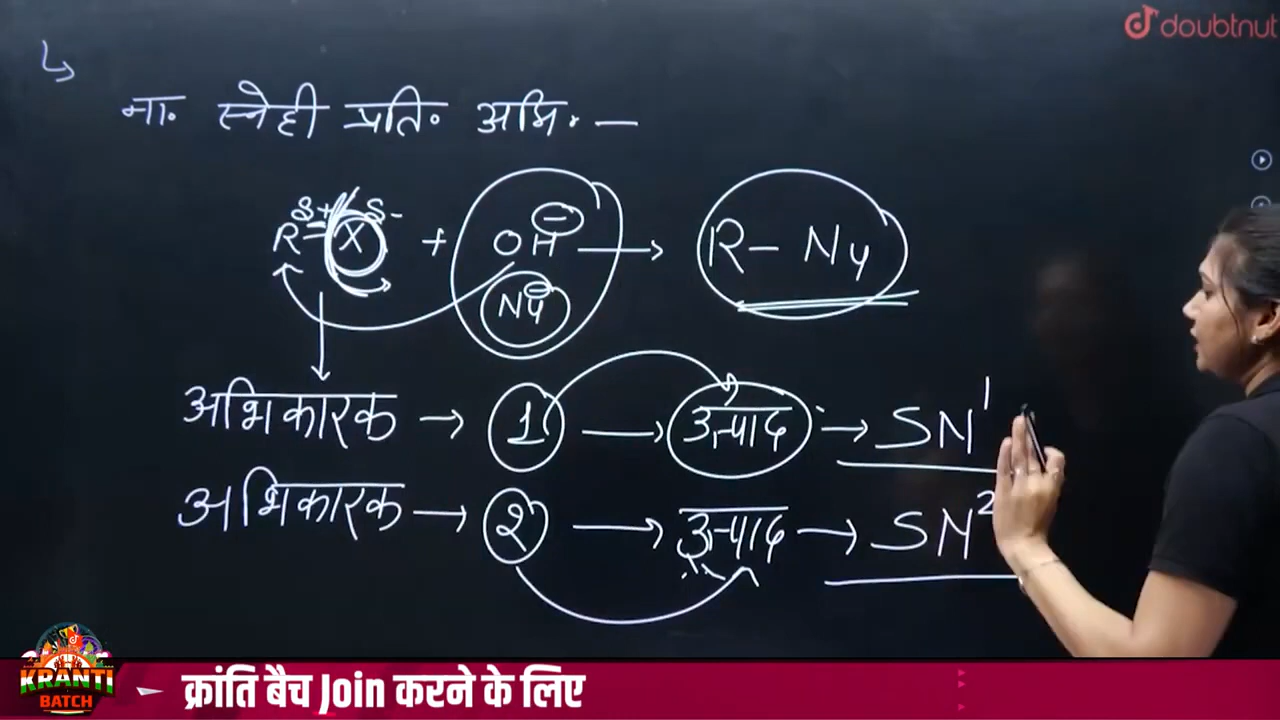 doubtnut
ना. स्नेही प्रति. अभि. —
R^δ+ – X^δ- + OH^⊖ → R – Nu
Nu^⊖
अभिकारक → 1 → उत्पाद → SN¹
अभिकारक → २ → उत्पाद → SN²
KRANTI
BATCH
क्रांति बैच Join करने के लिए